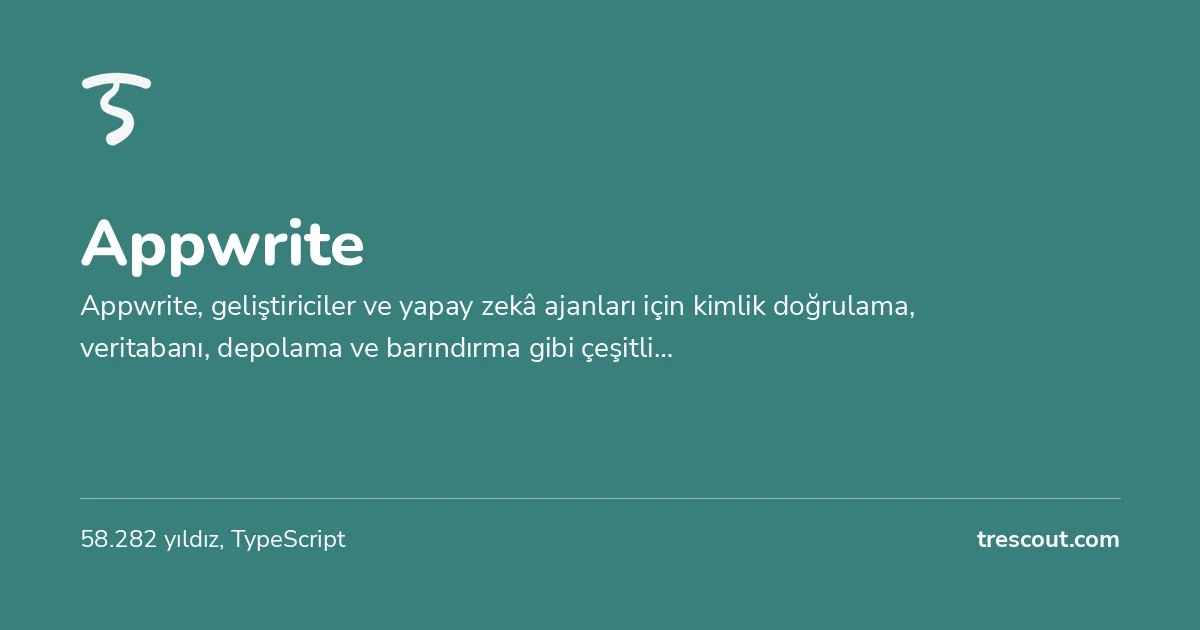 Appwrite
Appwrite, geliştiriciler ve yapay zekâ ajanları için kimlik doğrulama,
veritabanı, depolama ve barındırma gibi çeşitli...
58.282 yıldız, TypeScript
trescout.com